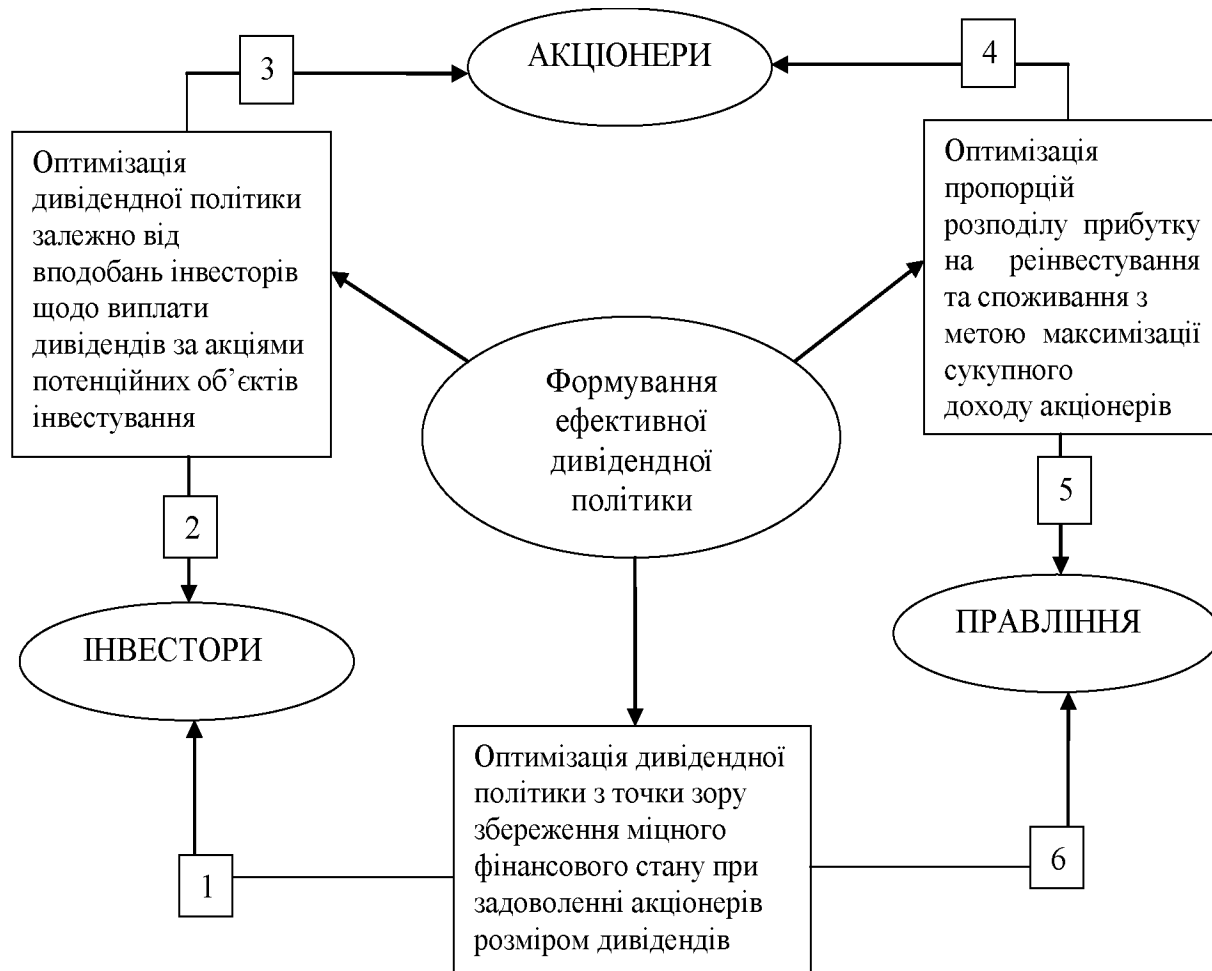 3
АКЦІОНЕРИ
4
Оптимізація
дивідендної політики
залежно від
вподобань інвесторів
щодо виплати
дивідендів за акціями
потенційних об’єктів
інвестування
Оптимізація
пропорцій
розподілу прибутку
на реінвестування
та споживання з
метою максимізації
сукупного
доходу акціонерів
Формування
ефективної
дивідендної
політики
2
5
ІНВЕСТОРИ
ПРАВЛІННЯ
Оптимізація дивідендної
політики з точки зору
збереження міцного
фінансового стану при
задоволенні акціонерів
розміром дивідендів
1
6